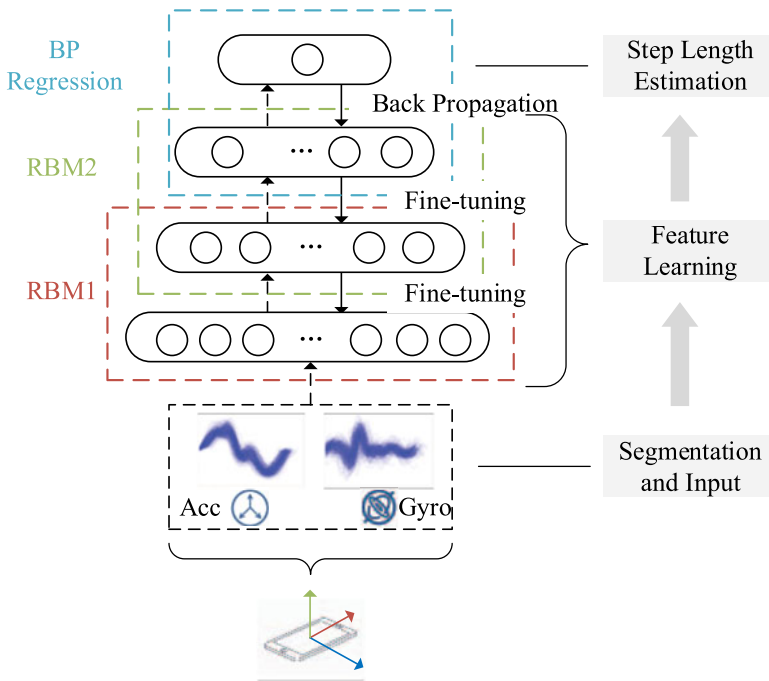 BP
Regression
Step Length
Estimation
Back Propagation
...
RBM2
Fine-tuning
...
Feature
Learning
RBM1
Fine-tuning
...
Segmentation
and Input
Acc
Gyro